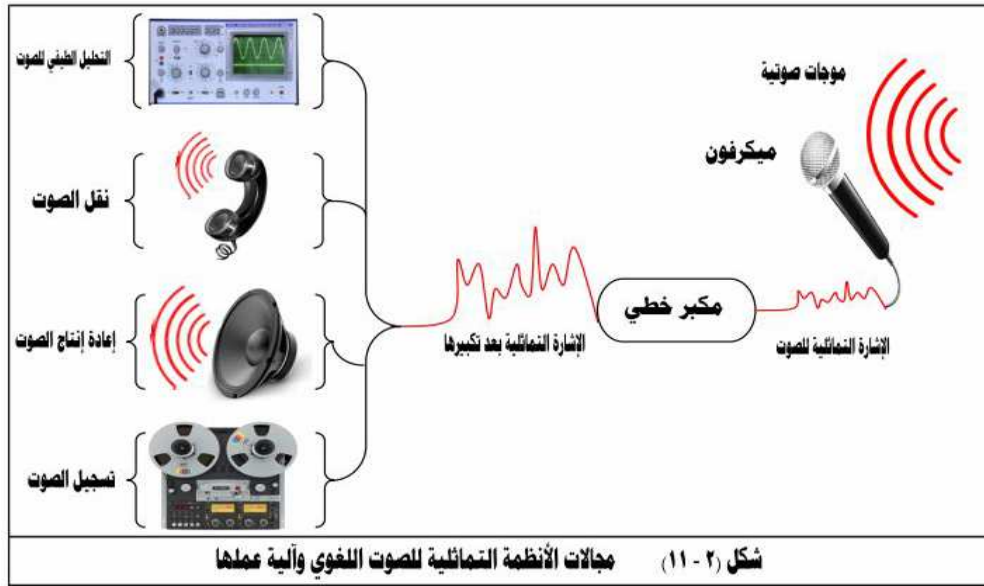 موجات صوتية
ميكرفون
الإشارة التماثلية للصوت
مكبر خطي
الإشارة التماثلية بعد تكبيرها
التحليل الطيفي للصوت
نقل الصوت
إعادة إنتاج الصوت
تسجيل الصوت
شكل (٢ - ١١) مجالات الأنظمة التماثلية للصوت اللغوي وآلية عملها